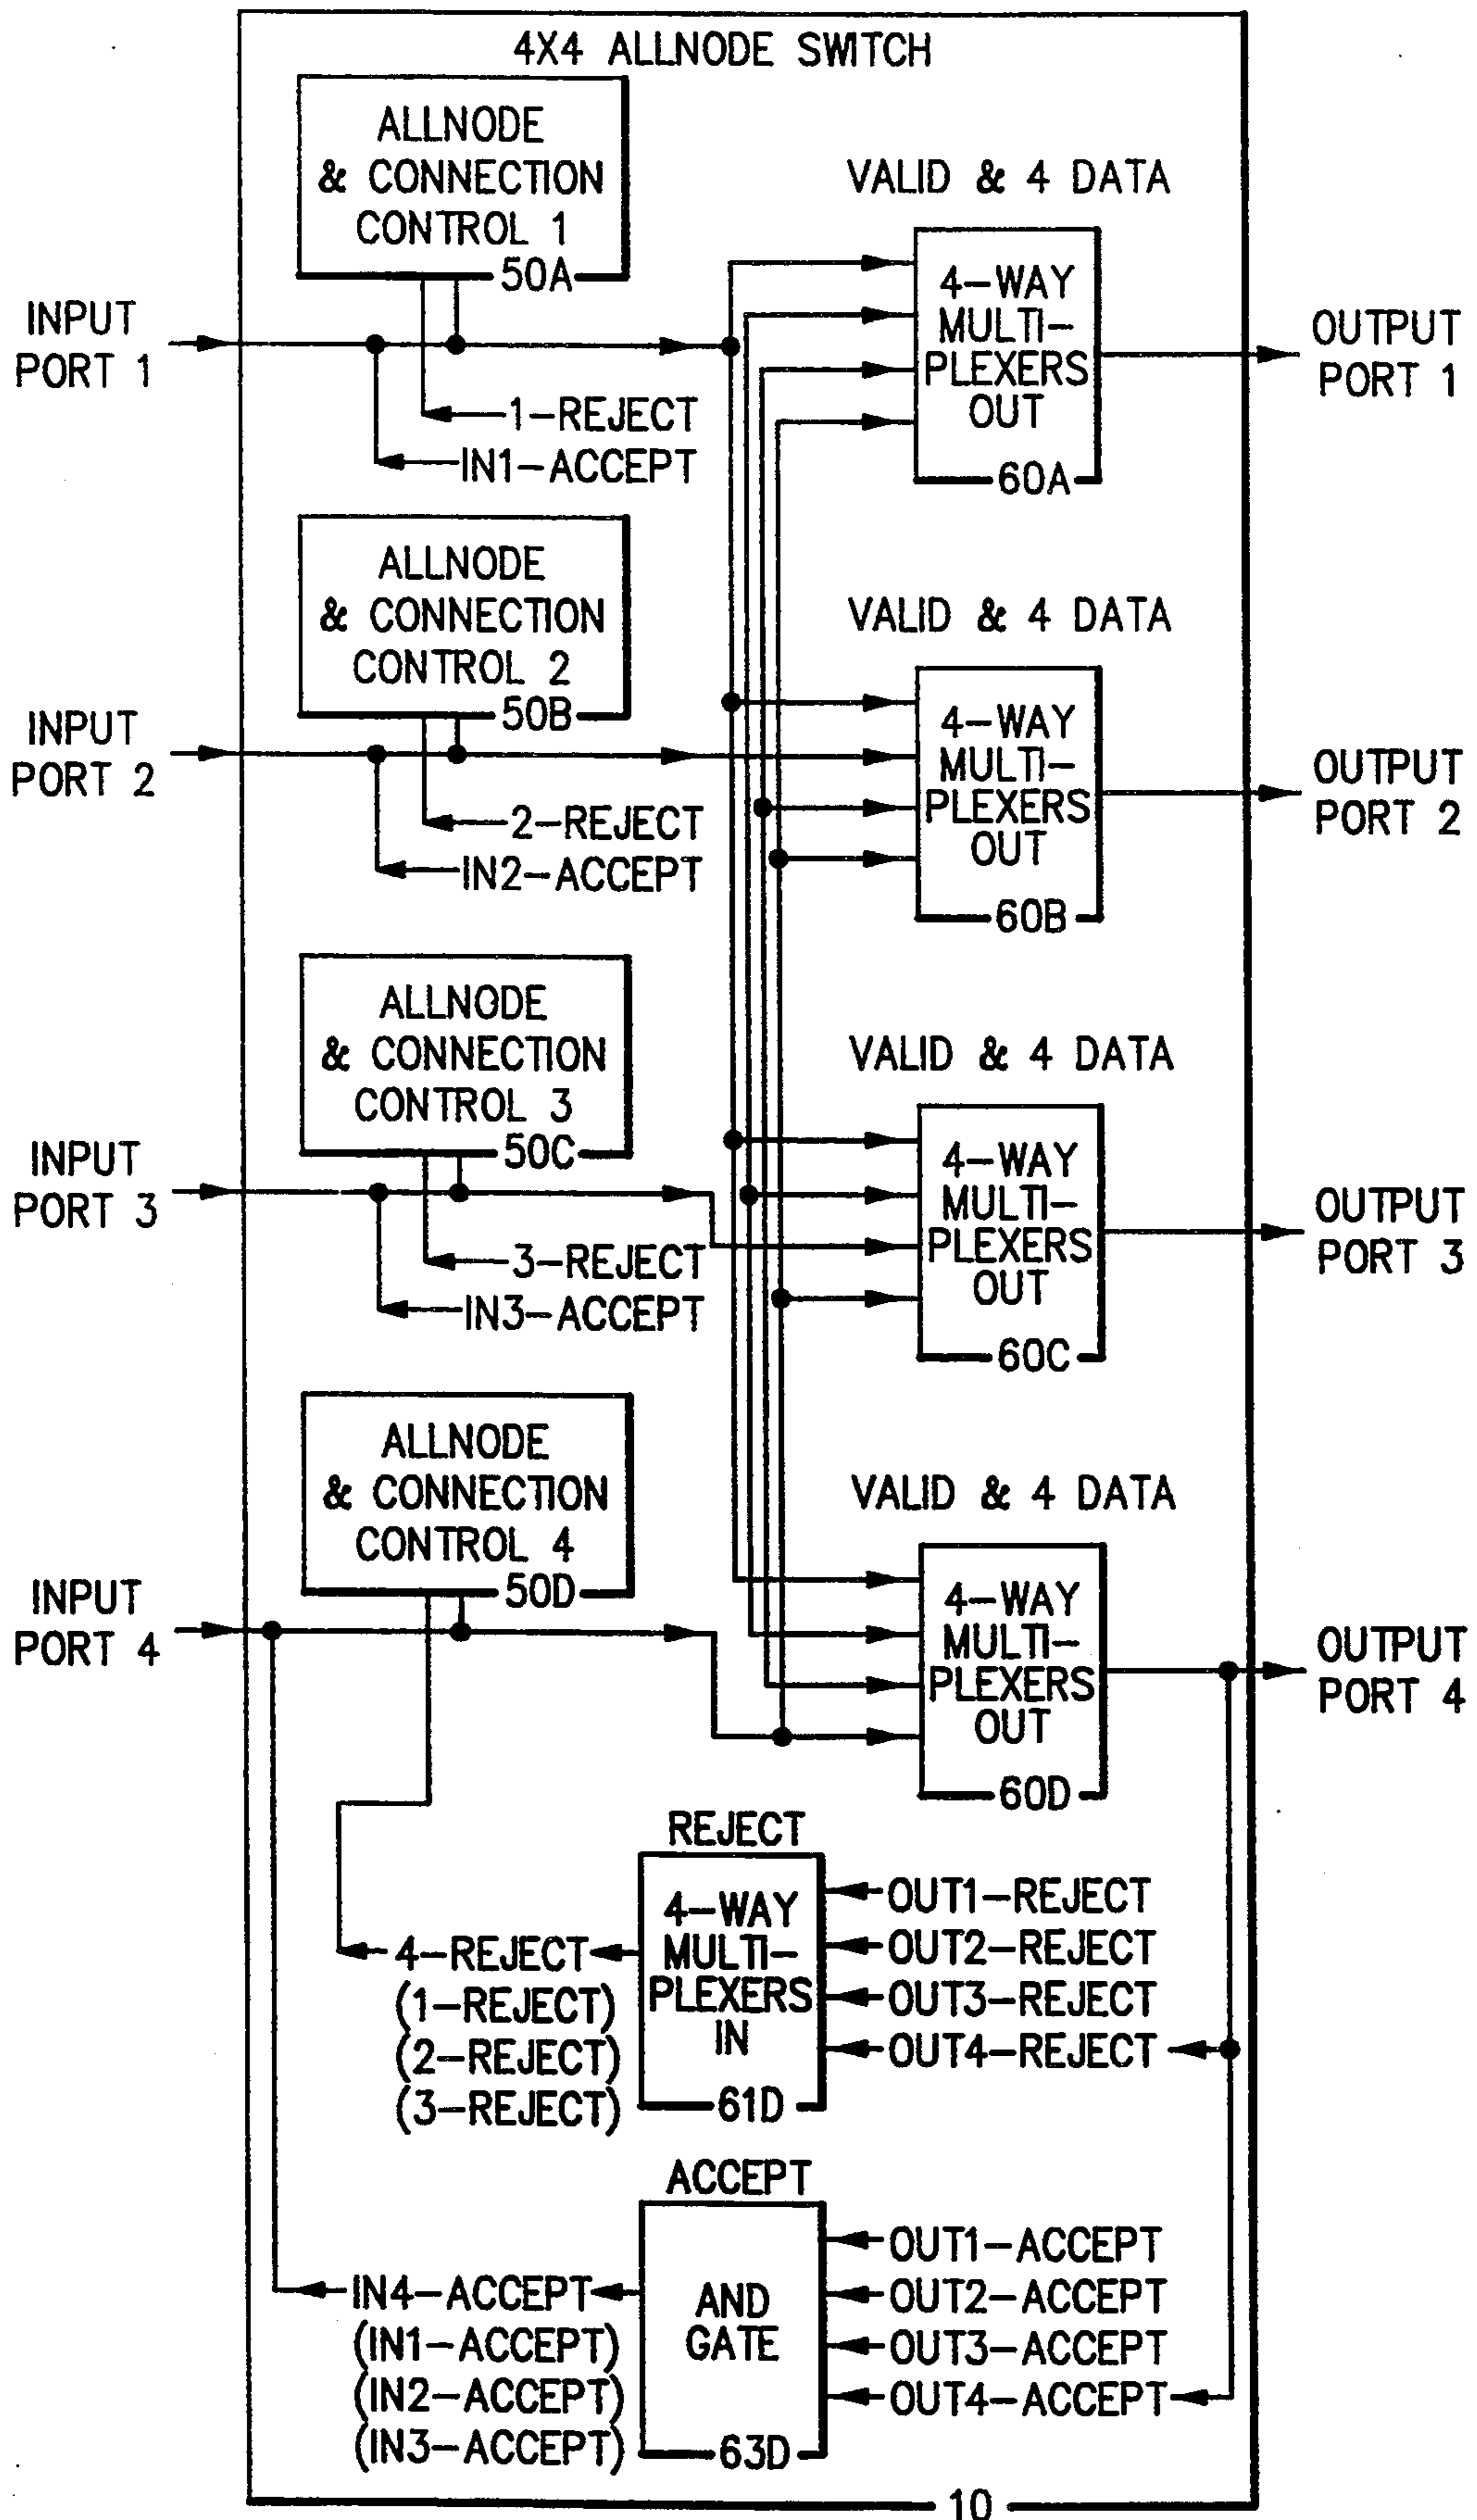 4X4 ALLNODE SWITCH
ALLNODE
& CONNECTION
CONTROL 1
50A
VALID & 4 DATA
4-WAY
MULTI-
PLEXERS
OUT
60A
INPUT
PORT 1
OUTPUT
PORT 1
1-REJECT
IN1-ACCEPT
ALLNODE
& CONNECTION
CONTROL 2
50B
VALID & 4 DATA
4-WAY
MULTI-
PLEXERS
OUT
60B
INPUT
PORT 2
OUTPUT
PORT 2
2-REJECT
IN2-ACCEPT
ALLNODE
& CONNECTION
CONTROL 3
50C
VALID & 4 DATA
4-WAY
MULTI-
PLEXERS
OUT
60C
INPUT
PORT 3
OUTPUT
PORT 3
3-REJECT
IN3-ACCEPT
ALLNODE
& CONNECTION
CONTROL 4
50D
VALID & 4 DATA
4-WAY
MULTI-
PLEXERS
OUT
60D
INPUT
PORT 4
OUTPUT
PORT 4
REJECT
4-WAY
MULTI-
PLEXERS
IN
61D
OUT1-REJECT
OUT2-REJECT
OUT3-REJECT
OUT4-REJECT
4-REJECT
(1-REJECT)
(2-REJECT)
(3-REJECT)
ACCEPT
AND
GATE
63D
OUT1-ACCEPT
OUT2-ACCEPT
OUT3-ACCEPT
OUT4-ACCEPT
IN4-ACCEPT
(IN1-ACCEPT)
(IN2-ACCEPT)
(IN3-ACCEPT)
10